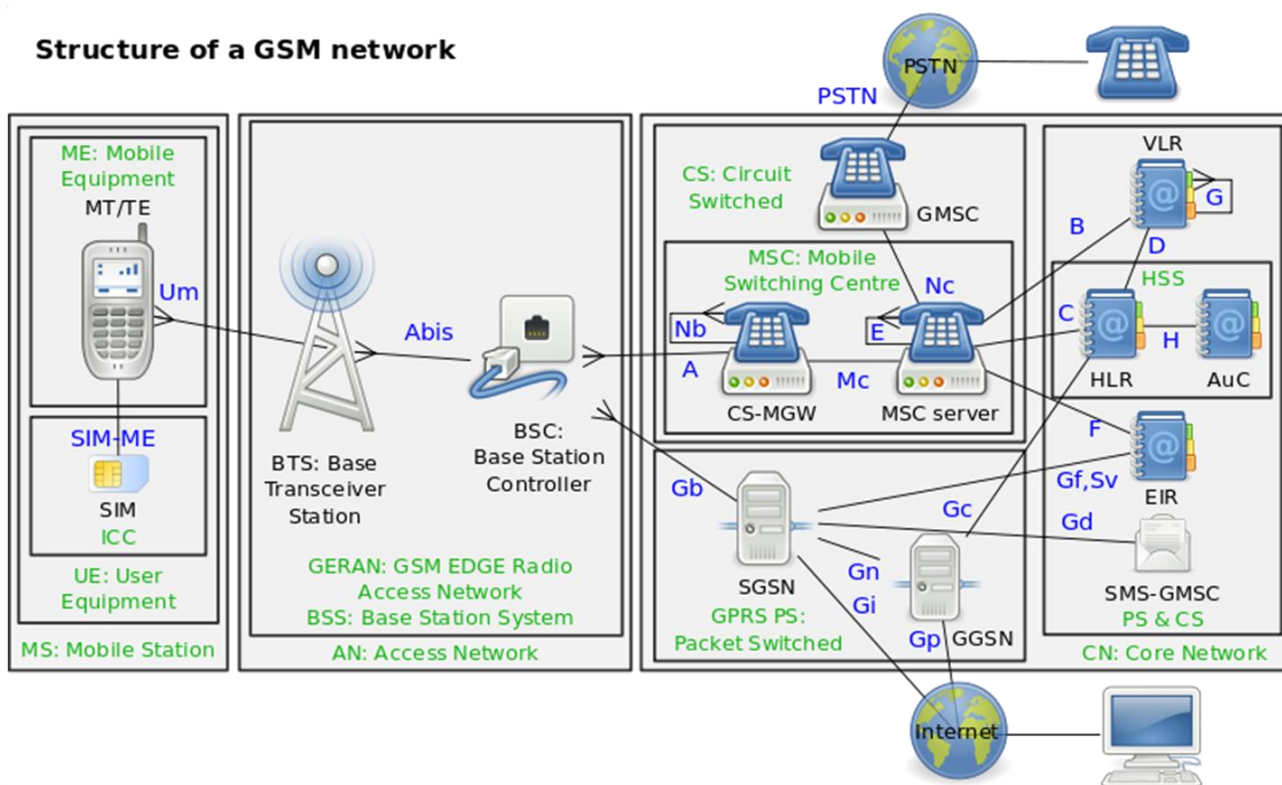 Structure of a GSM network
PSTN
PSTN
ME: Mobile
Equipment
MT/TE
Um
SIM-ME
SIM
ICC
UE: User
Equipment
MS: Mobile Station
Abis
BTS: Base
Transceiver
Station
BSC:
Base Station
Controller
GERAN: GSM EDGE Radio
Access Network
BSS: Base Station System
AN: Access Network
CS: Circuit
Switched
GMSC
MSC: Mobile
Switching Centre
Nc
Nb
E
A
Mc
CS-MGW
MSC server
Gb
SGSN
GPRS PS:
Packet Switched
Gn
Gi
Gp
GGSN
Gc
VLR
G
B
D
HSS
C
H
HLR
AuC
F
Gf,Sv
EIR
Gd
SMS-GMSC
PS & CS
CN: Core Network
Internet